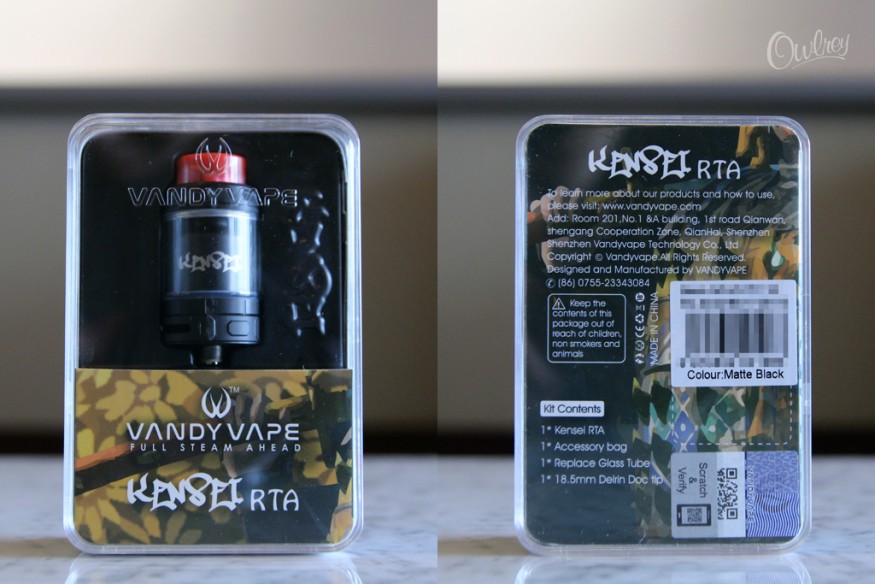 VANDYVAPE
KENSEI
TM
VANDYVAPE
FULL STEAM AHEAD
KENSEI RTA
Owlrey
KENSEI RTA
To learn more about our products and how to use,
please visit: www.vandyvape.com
Add: Room 201,No.1 &A building, 1st road Qianwan,
shengang Cooperation Zone, QianHai, Shenzhen
Shenzhen Vandyvape Technology Co., Ltd
Copyright © Vandyvape.All Rights Reserved.
Designed and Manufactured by VANDYVAPE
✆ (86) 0755-23343084
Keep the
contents of this
package out of
reach of children,
non smokers and
animals
MADE IN CHINA
Colour:Matte Black
Kit Contents
1* Kensei RTA
1* Accessory bag
1* Replace Glass Tube
1* 18.5mm Delrin Doc tip
Scratch
&
Verify